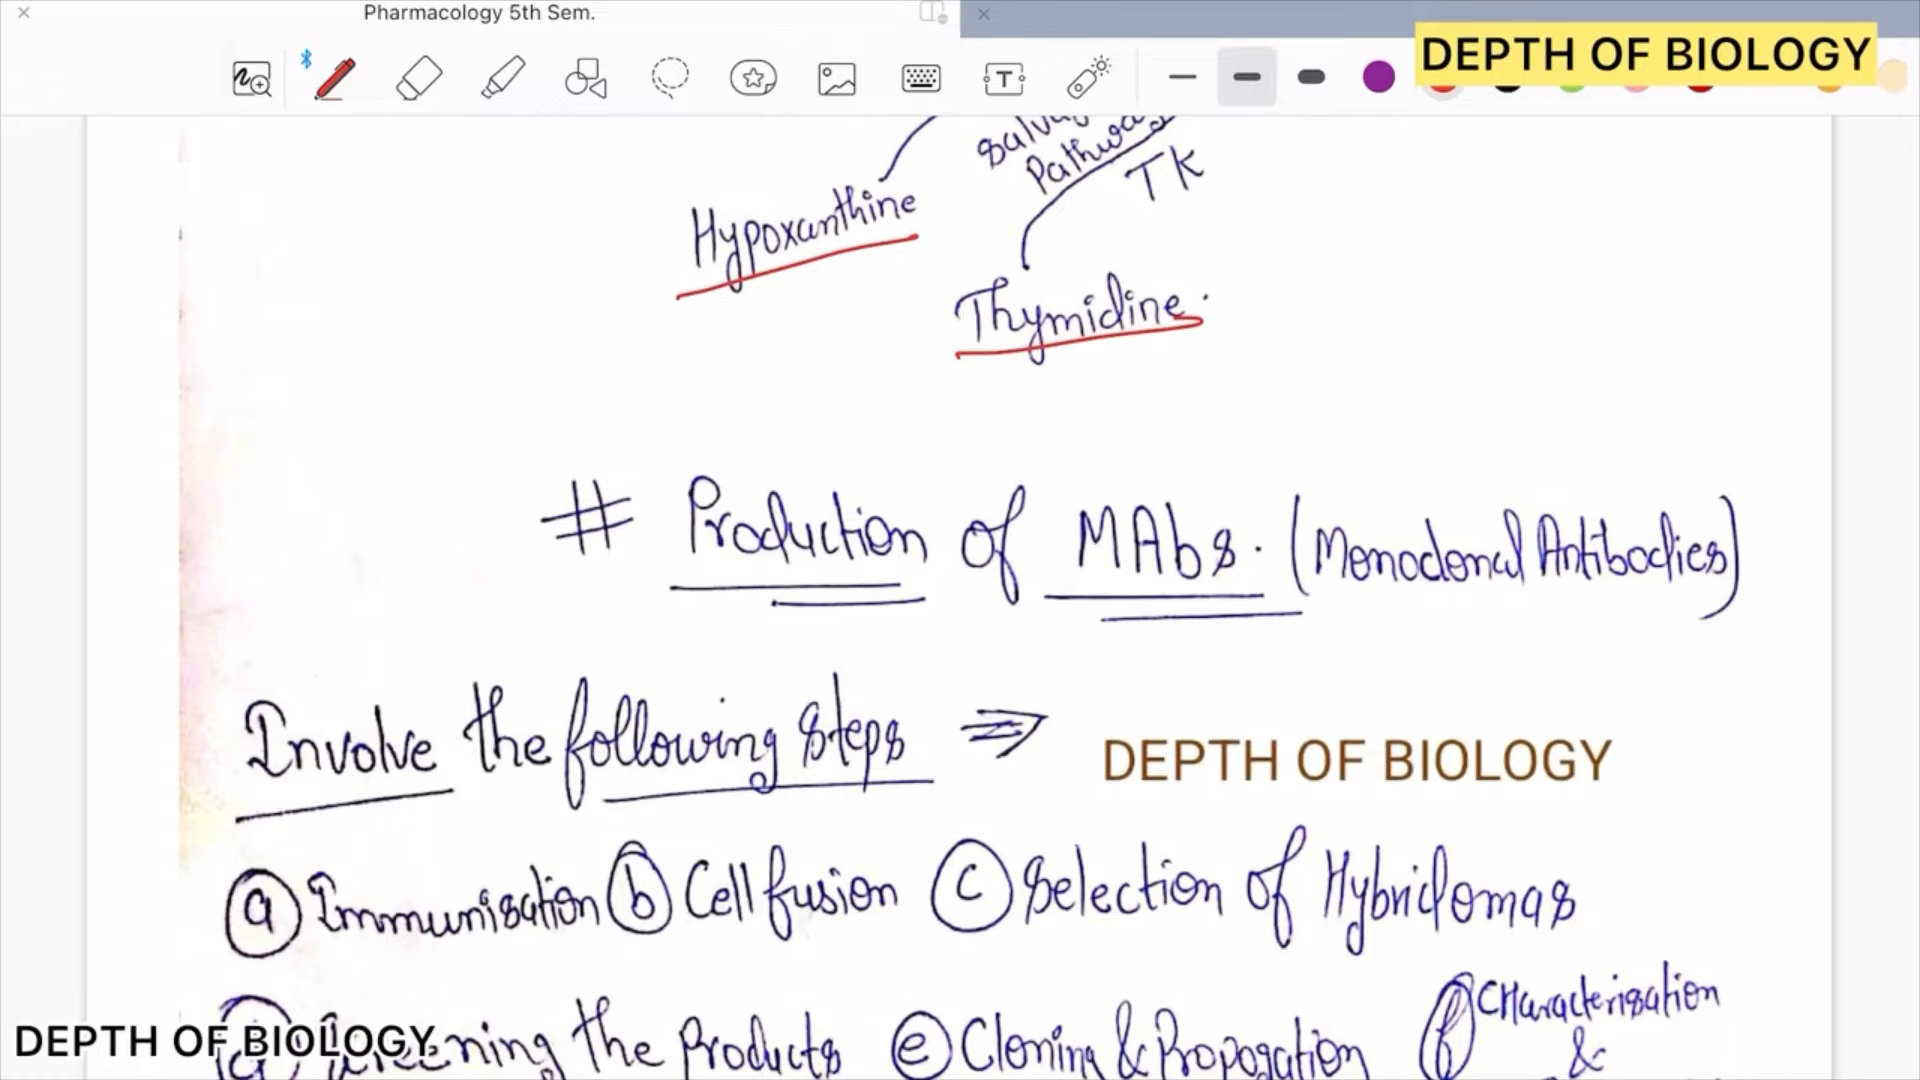 Pharmacology 5th Sem.
DEPTH OF BIOLOGY
Pathway
TK
Hypoxanthine
Thymidine.
# Production of MAbs. (Monoclonal Antibodies)
Involve the following Steps ⇒
DEPTH OF BIOLOGY
a Immunisation b Cell fusion c Selection of Hybridomas
the Products e Cloning & Propogation f Characterisation
&
DEPTH OF BIOLOGY